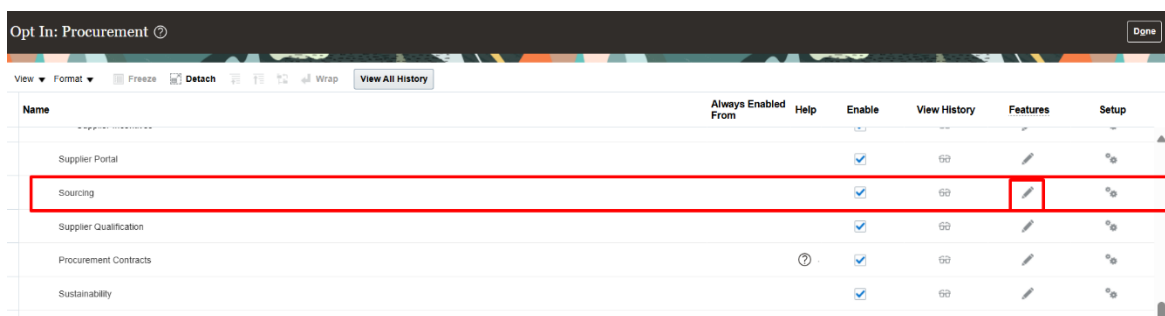 Opt In: Procurement ?
Done
View Format Freeze Detach Wrap View All History
Name Always Enabled From Help Enable View History Features Setup
Supplier Portal
Sourcing
Supplier Qualification
Procurement Contracts ?
Sustainability